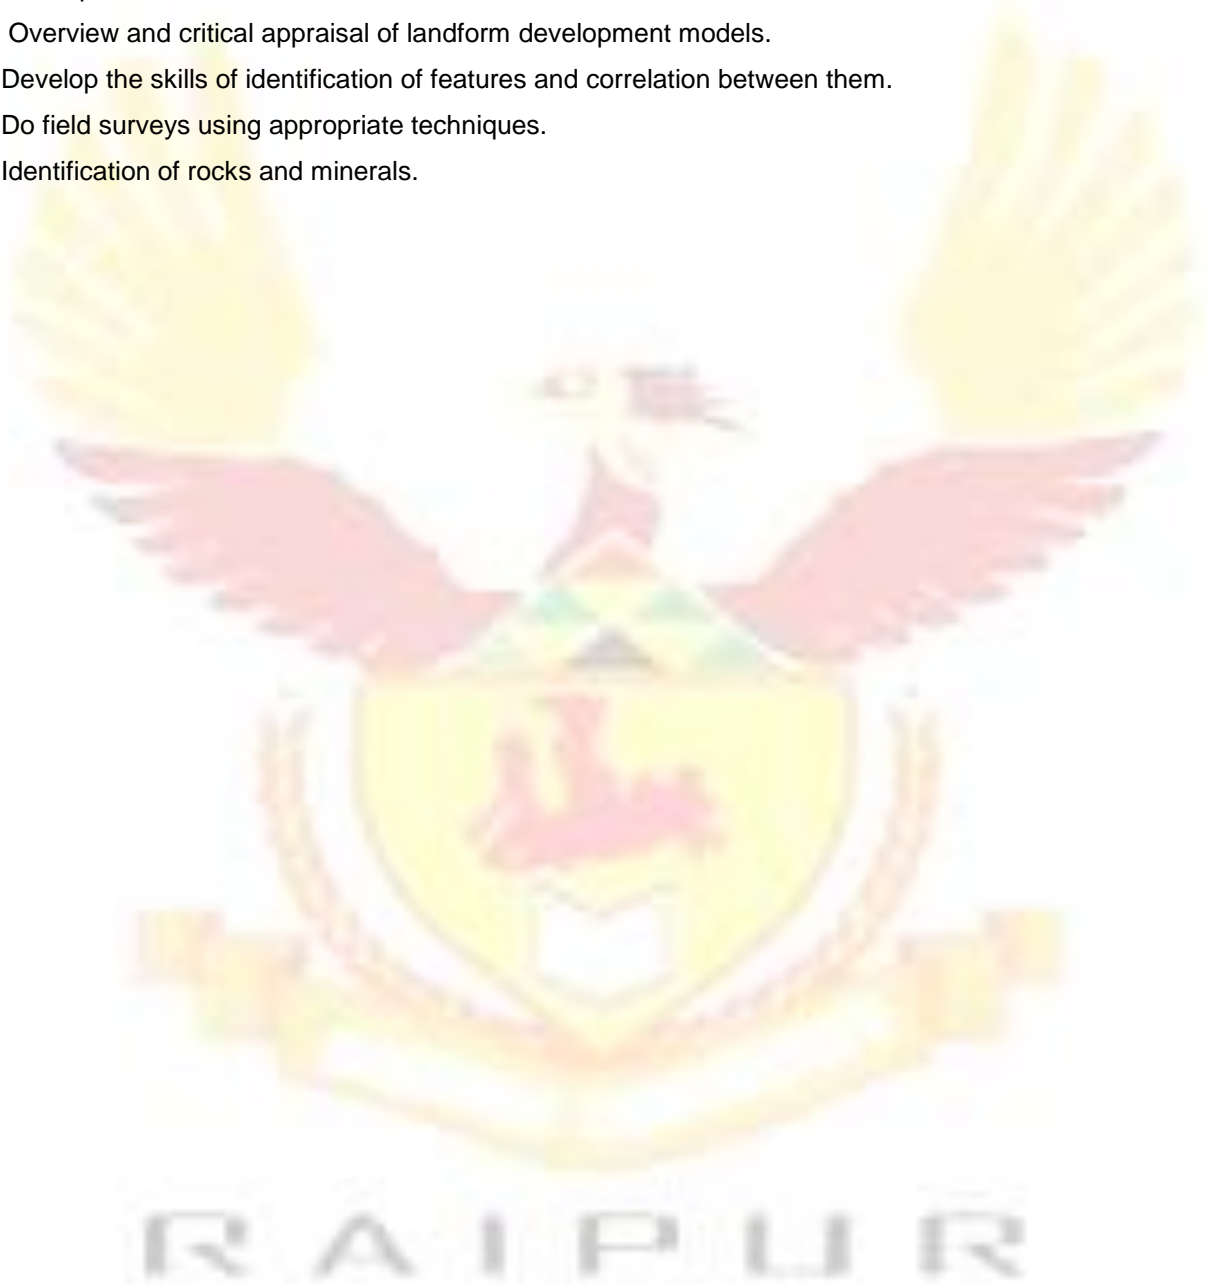 Overview and critical appraisal of landform development models.
Develop the skills of identification of features and correlation between them.
Do field surveys using appropriate techniques.
Identification of rocks and minerals.
RAIPUR